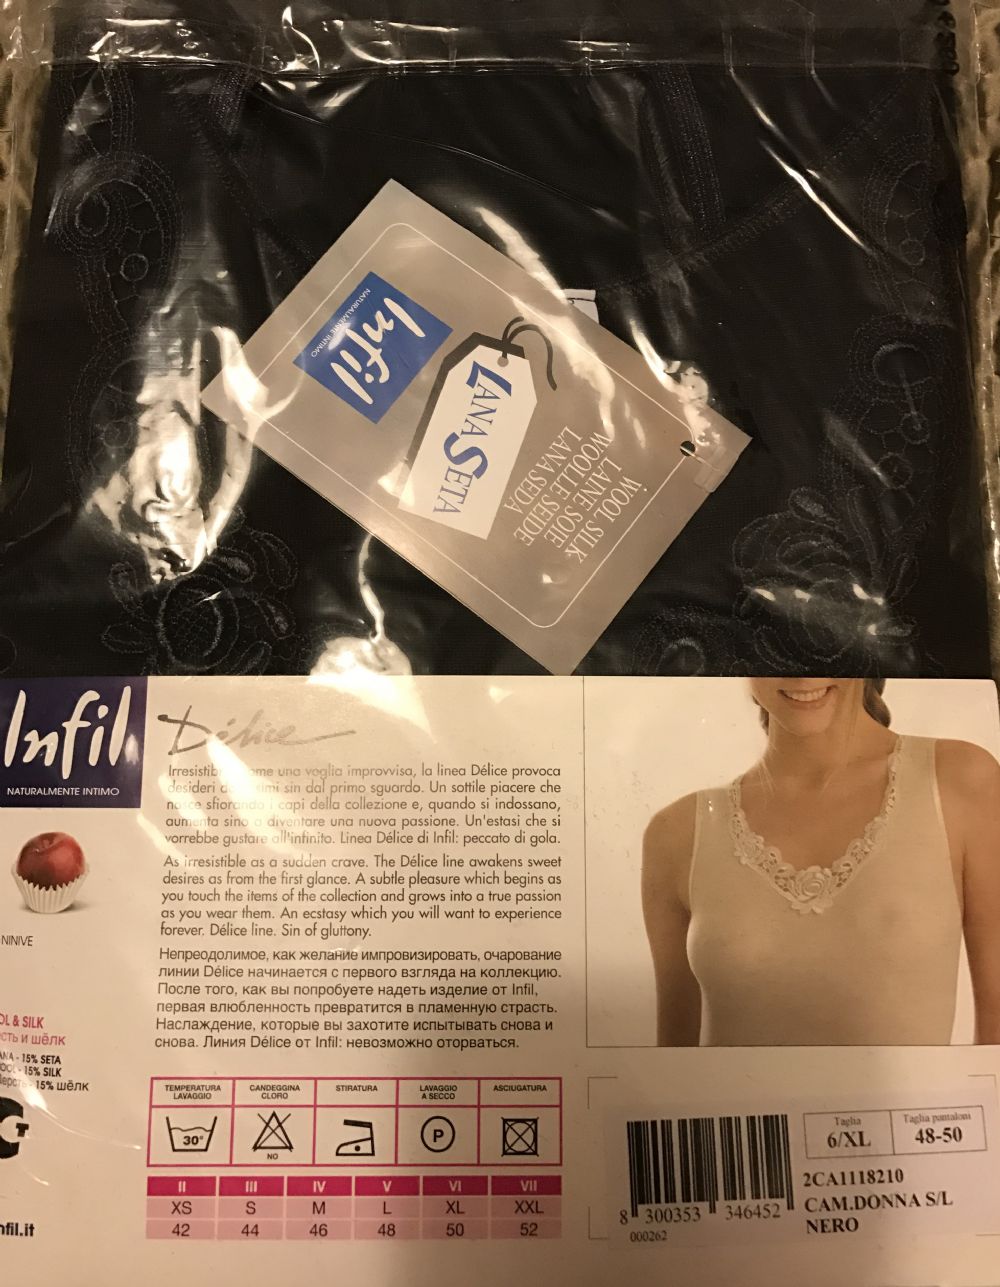 Infil
NATURALMENTE INTIMO
LANA SETA
WOOL SILK
LAINE SOIE
WOLLE SEIDE
LANA SEDA
Infil
NATURALMENTE INTIMO
NINIVE
OL & SILK
сть и шёлк
ANA - 15% SETA
OOL - 15% SILK
15% шёлк
nfil.it
Délice
Irresistib ome una voglia improvvisa, la linea Délice provoca
desideri do simi sin dal primo sguardo. Un sottile piacere che
nasce sfiorando i capi della collezione e, quando si indossano,
aumenta sino a diventare una nuova passione. Un'estasi che si
vorrebbe gustare all'infinito. Linea Délice di Infil: peccato di gola.
As irresistible as a sudden crave. The Délice line awakens sweet
desires as from the first glance. A subtle pleasure which begins as
you touch the items of the collection and grows into a true passion
as you wear them. An ecstasy which you will want to experience
forever. Délice line. Sin of gluttony.
Непреодолимое, как желание импровизировать, очарование
линии Délice начинается с первого взгляда на коллекцию.
После того, как вы попробуете надеть изделие от Infil,
первая влюбленность превратится в пламенную страсть.
Наслаждение, которые вы захотите испытывать снова и
снова. Линия Délice от Infil: невозможно оторваться.
TEMPERATURA LAVAGGIO CANDEGGINA CLORO STIRATURA LAVAGGIO A SECCO ASCIUGATURA
30° NO P
II III IV V VI VII
XS S M L XL XXL
42 44 46 48 50 52
Taglia Taglia pantaloni
6/XL 48-50
2CA1118210
CAM.DONNA S/L
NERO
8 300353 346452
000262